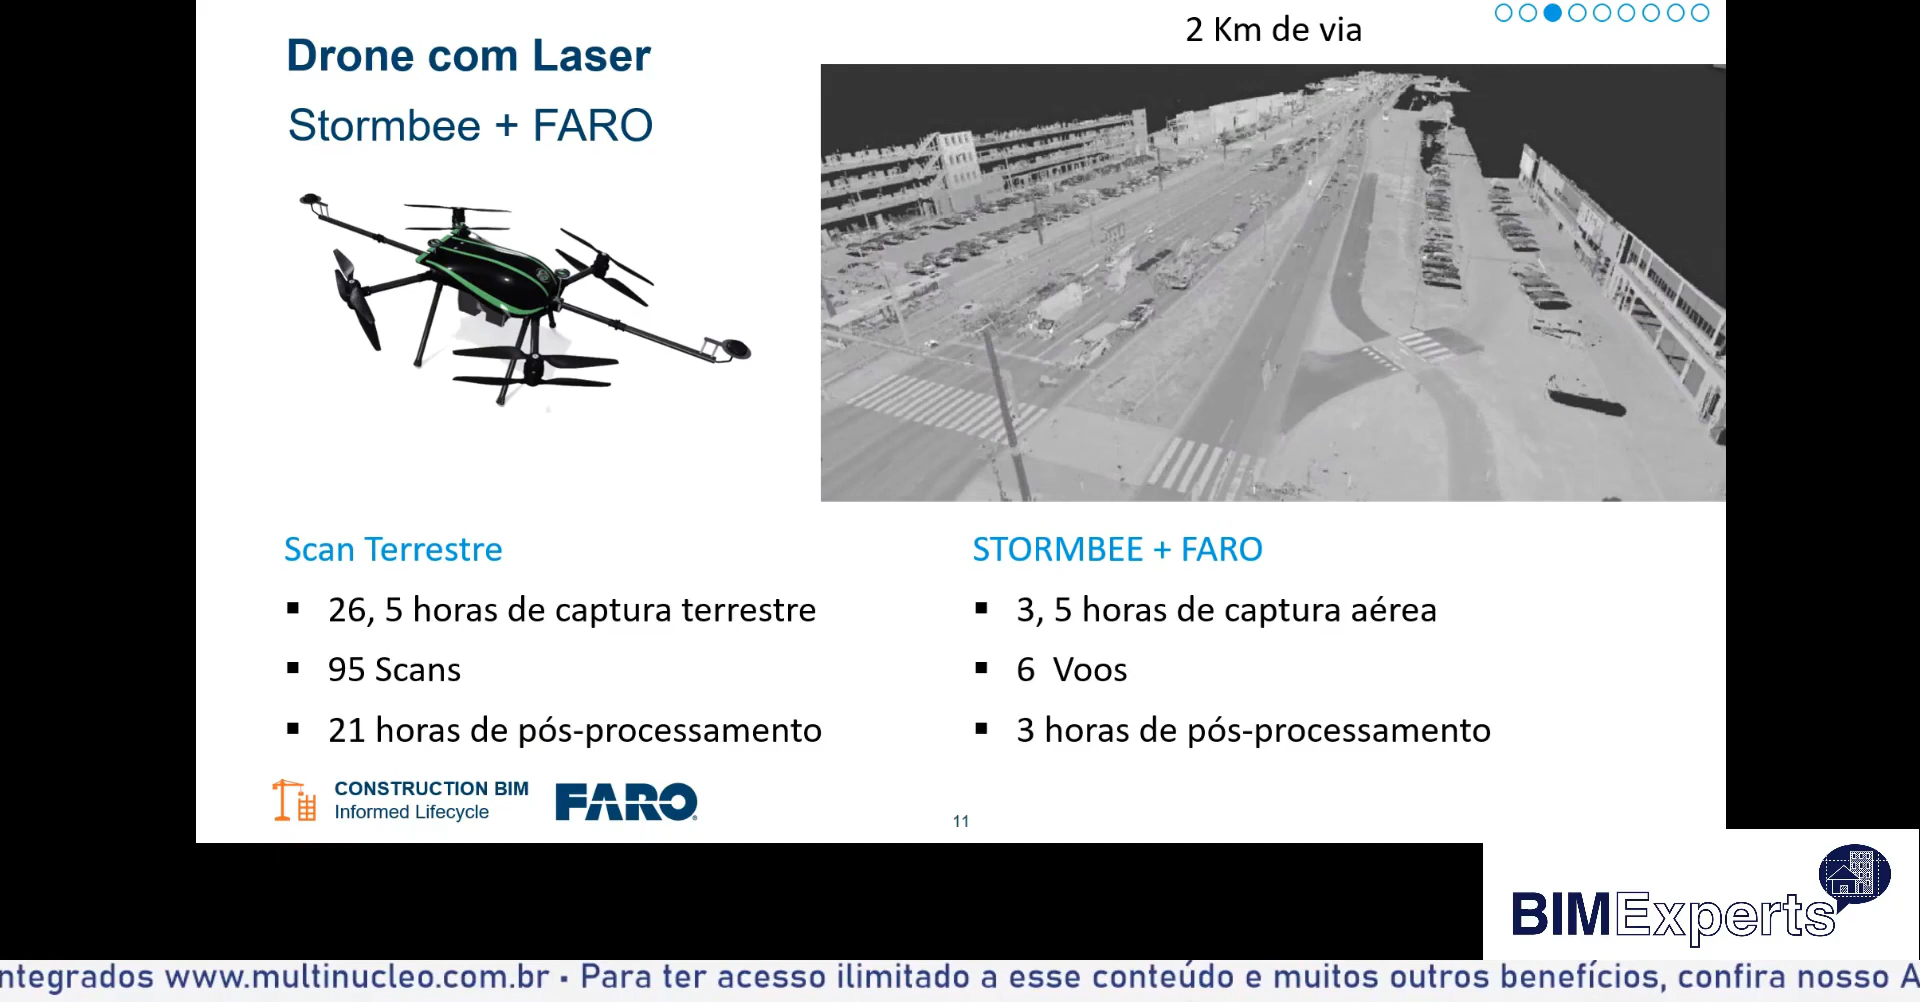 2 Km de via
Drone com Laser
Stormbee + FARO
Scan Terrestre
▪ 26, 5 horas de captura terrestre
▪ 95 Scans
▪ 21 horas de pós-processamento
STORMBEE + FARO
▪ 3, 5 horas de captura aérea
▪ 6  Voos
▪ 3 horas de pós-processamento
CONSTRUCTION BIM
Informed Lifecycle
FARO
11
BIMExperts
ntegrados www.multinucleo.com.br • Para ter acesso ilimitado a esse conteúdo e muitos outros benefícios, confira nosso A